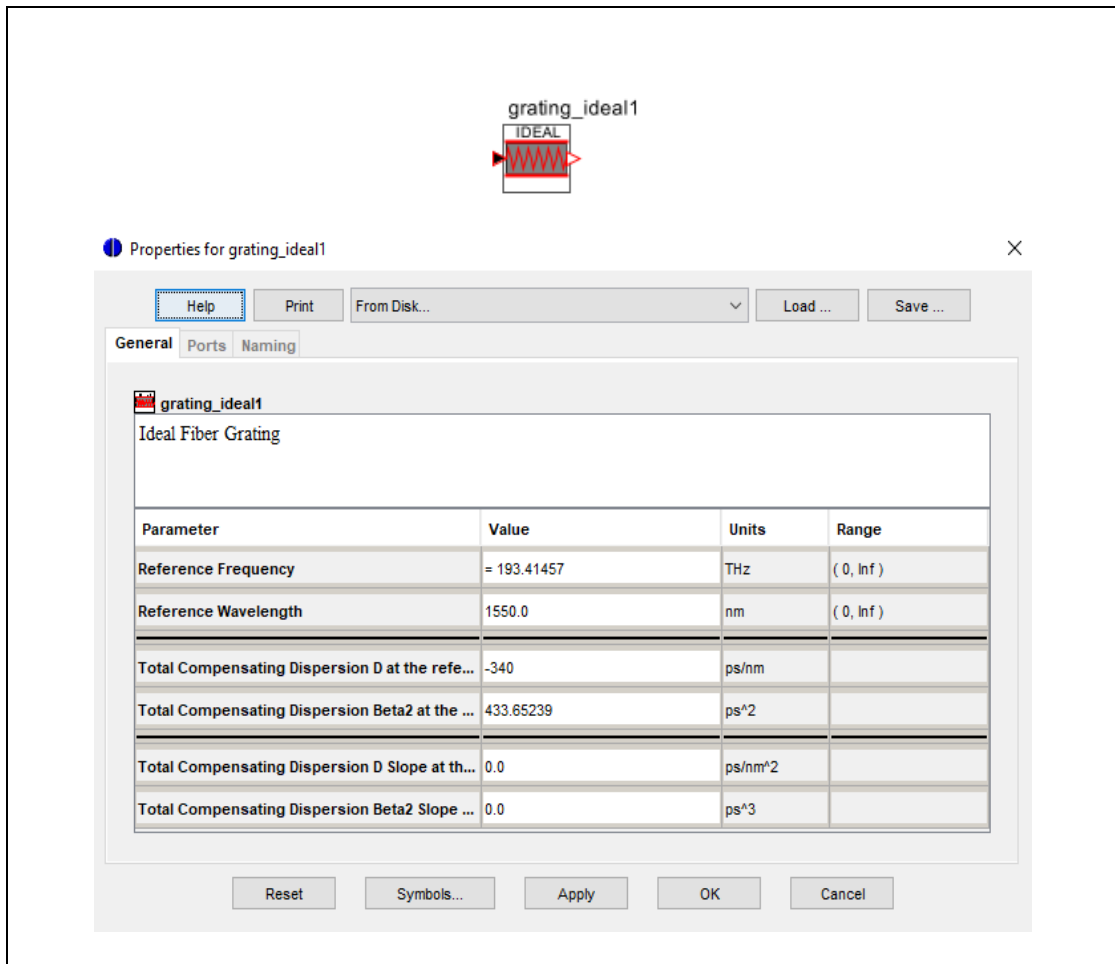 grating_ideal1
IDEAL
Properties for grating_ideal1
Help Print From Disk... Load ... Save ...
General Ports Naming
grating_ideal1
Ideal Fiber Grating
Parameter Value Units Range
Reference Frequency = 193.41457 THz ( 0, Inf )
Reference Wavelength 1550.0 nm ( 0, Inf )
Total Compensating Dispersion D at the refe... -340 ps/nm
Total Compensating Dispersion Beta2 at the ... 433.65239 ps^2
Total Compensating Dispersion D Slope at th... 0.0 ps/nm^2
Total Compensating Dispersion Beta2 Slope ... 0.0 ps^3
Reset Symbols... Apply OK Cancel